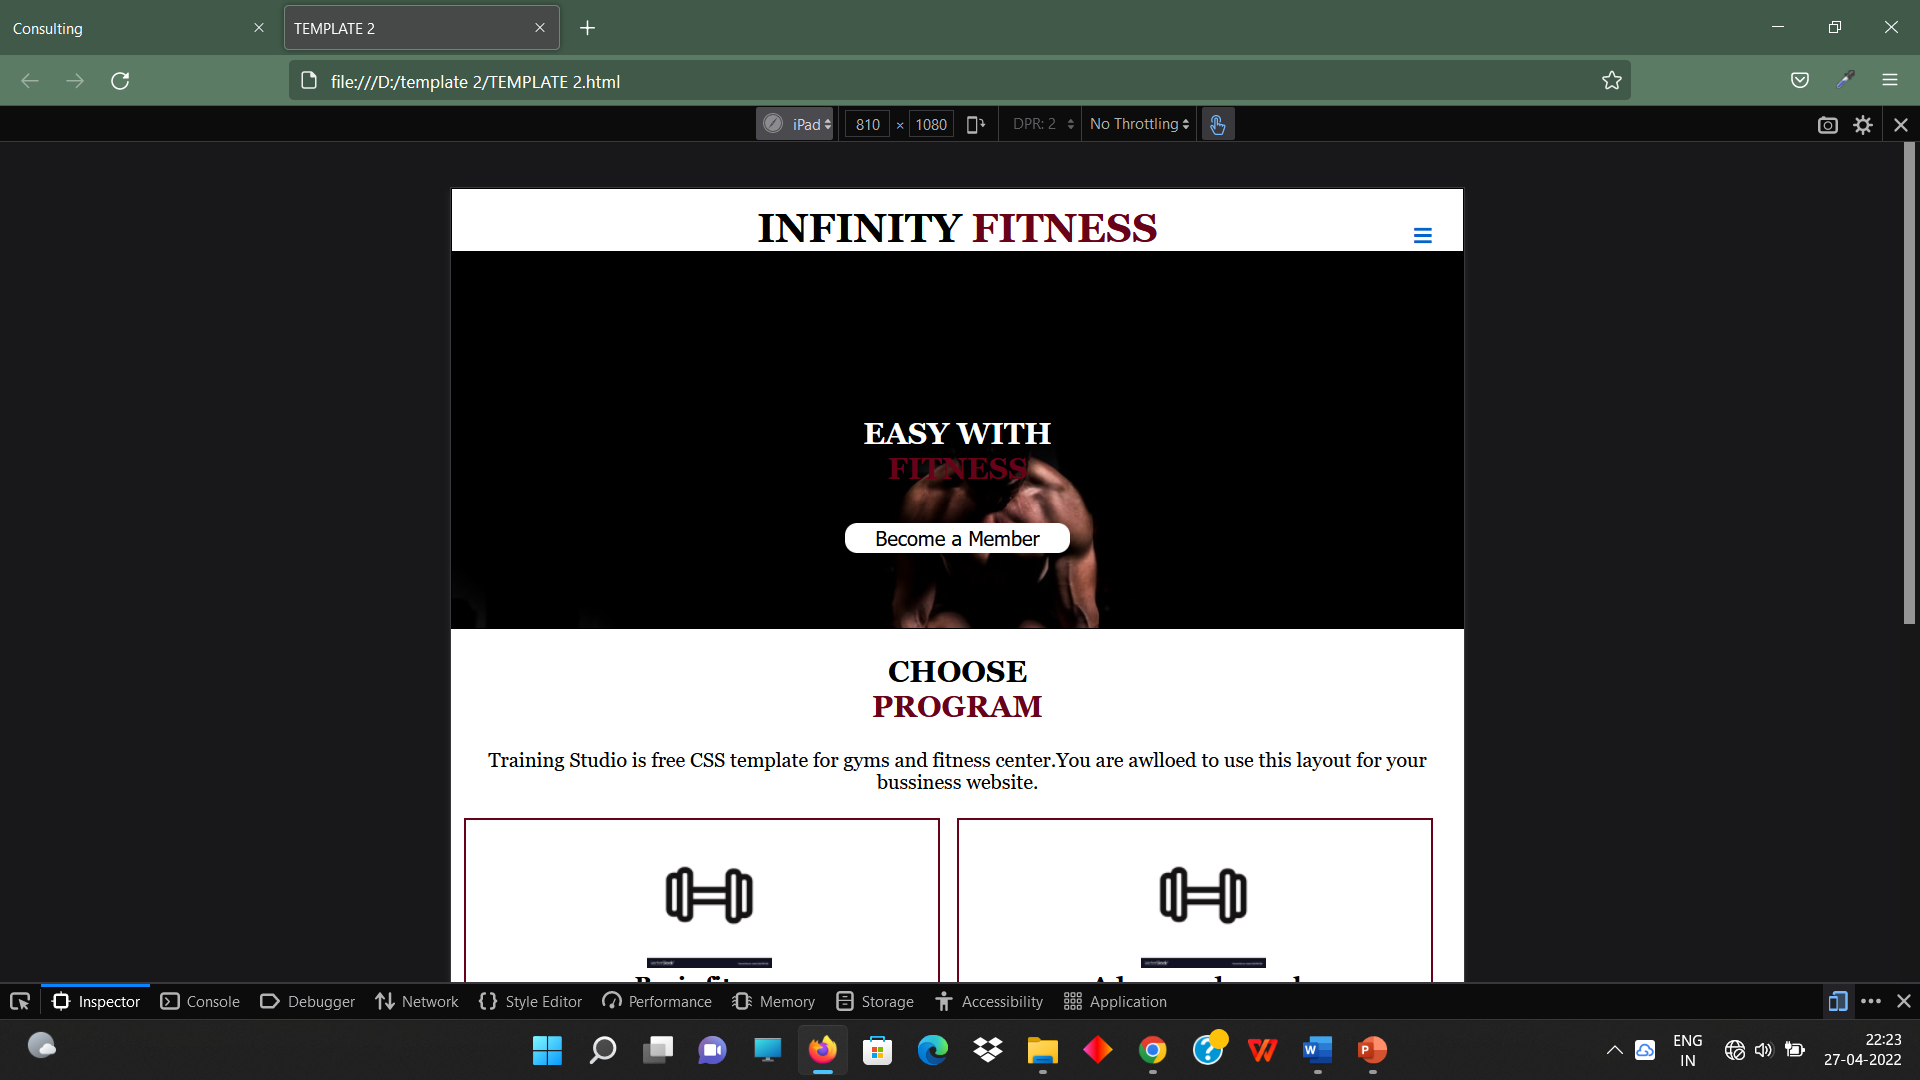 Consulting
TEMPLATE 2
file:///D:/template 2/TEMPLATE 2.html
iPad 810 × 1080 DPR: 2 No Throttling
INFINITY FITNESS
EASY WITH
FITNESS
Become a Member
CHOOSE
PROGRAM
Training Studio is free CSS template for gyms and fitness center.You are awlloed to use this layout for your
bussiness website.
Inspector Console Debugger Network Style Editor Performance Memory Storage Accessibility Application
ENG
IN
22:23
27-04-2022